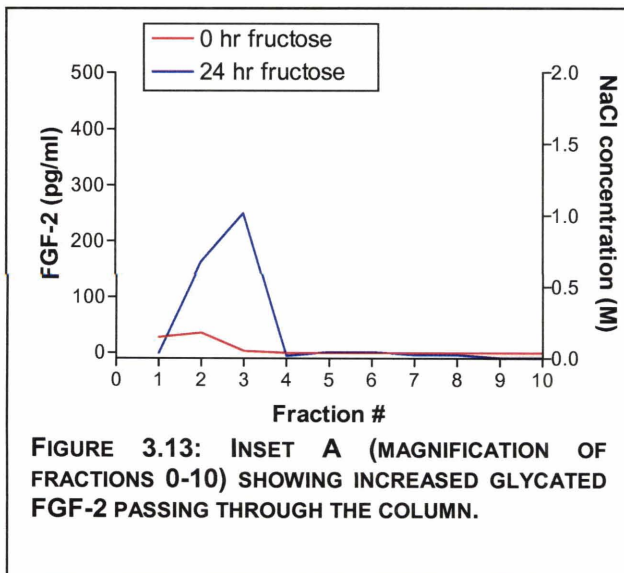 0 hr fructose
24 hr fructose
500
400
300
200
100
0
FGF-2 (pg/ml)
2.0
1.5
1.0
0.5
0.0
NaCl concentration (M)
0 1 2 3 4 5 6 7 8 9 10
Fraction #
FIGURE 3.13: INSET A (MAGNIFICATION OF
FRACTIONS 0-10) SHOWING INCREASED GLYCATED
FGF-2 PASSING THROUGH THE COLUMN.